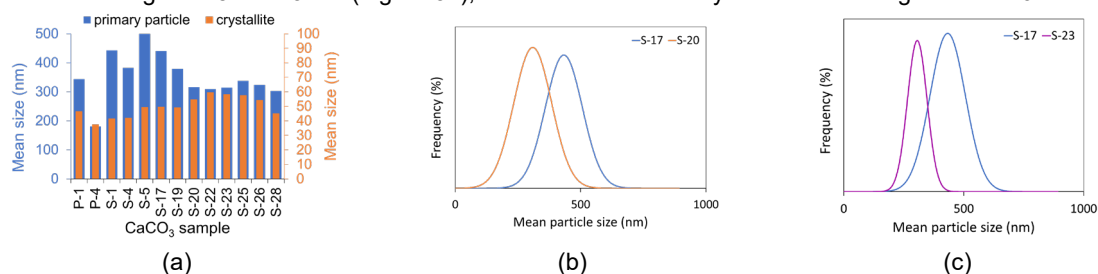 primary particle crystallite
500
400
300
200
100
0
Mean size (nm)
100
90
80
70
60
50
40
30
20
10
0
Mean size (nm)
P-1
P-4
S-1
S-4
S-5
S-17
S-19
S-20
S-22
S-23
S-25
S-26
S-28
CaCO3 sample
(a)
S-17 S-20
Frequency (%)
0 500 1000
Mean particle size (nm)
(b)
S-17 S-23
Frequency (%)
0 500 1000
Mean particle size (nm)
(c)